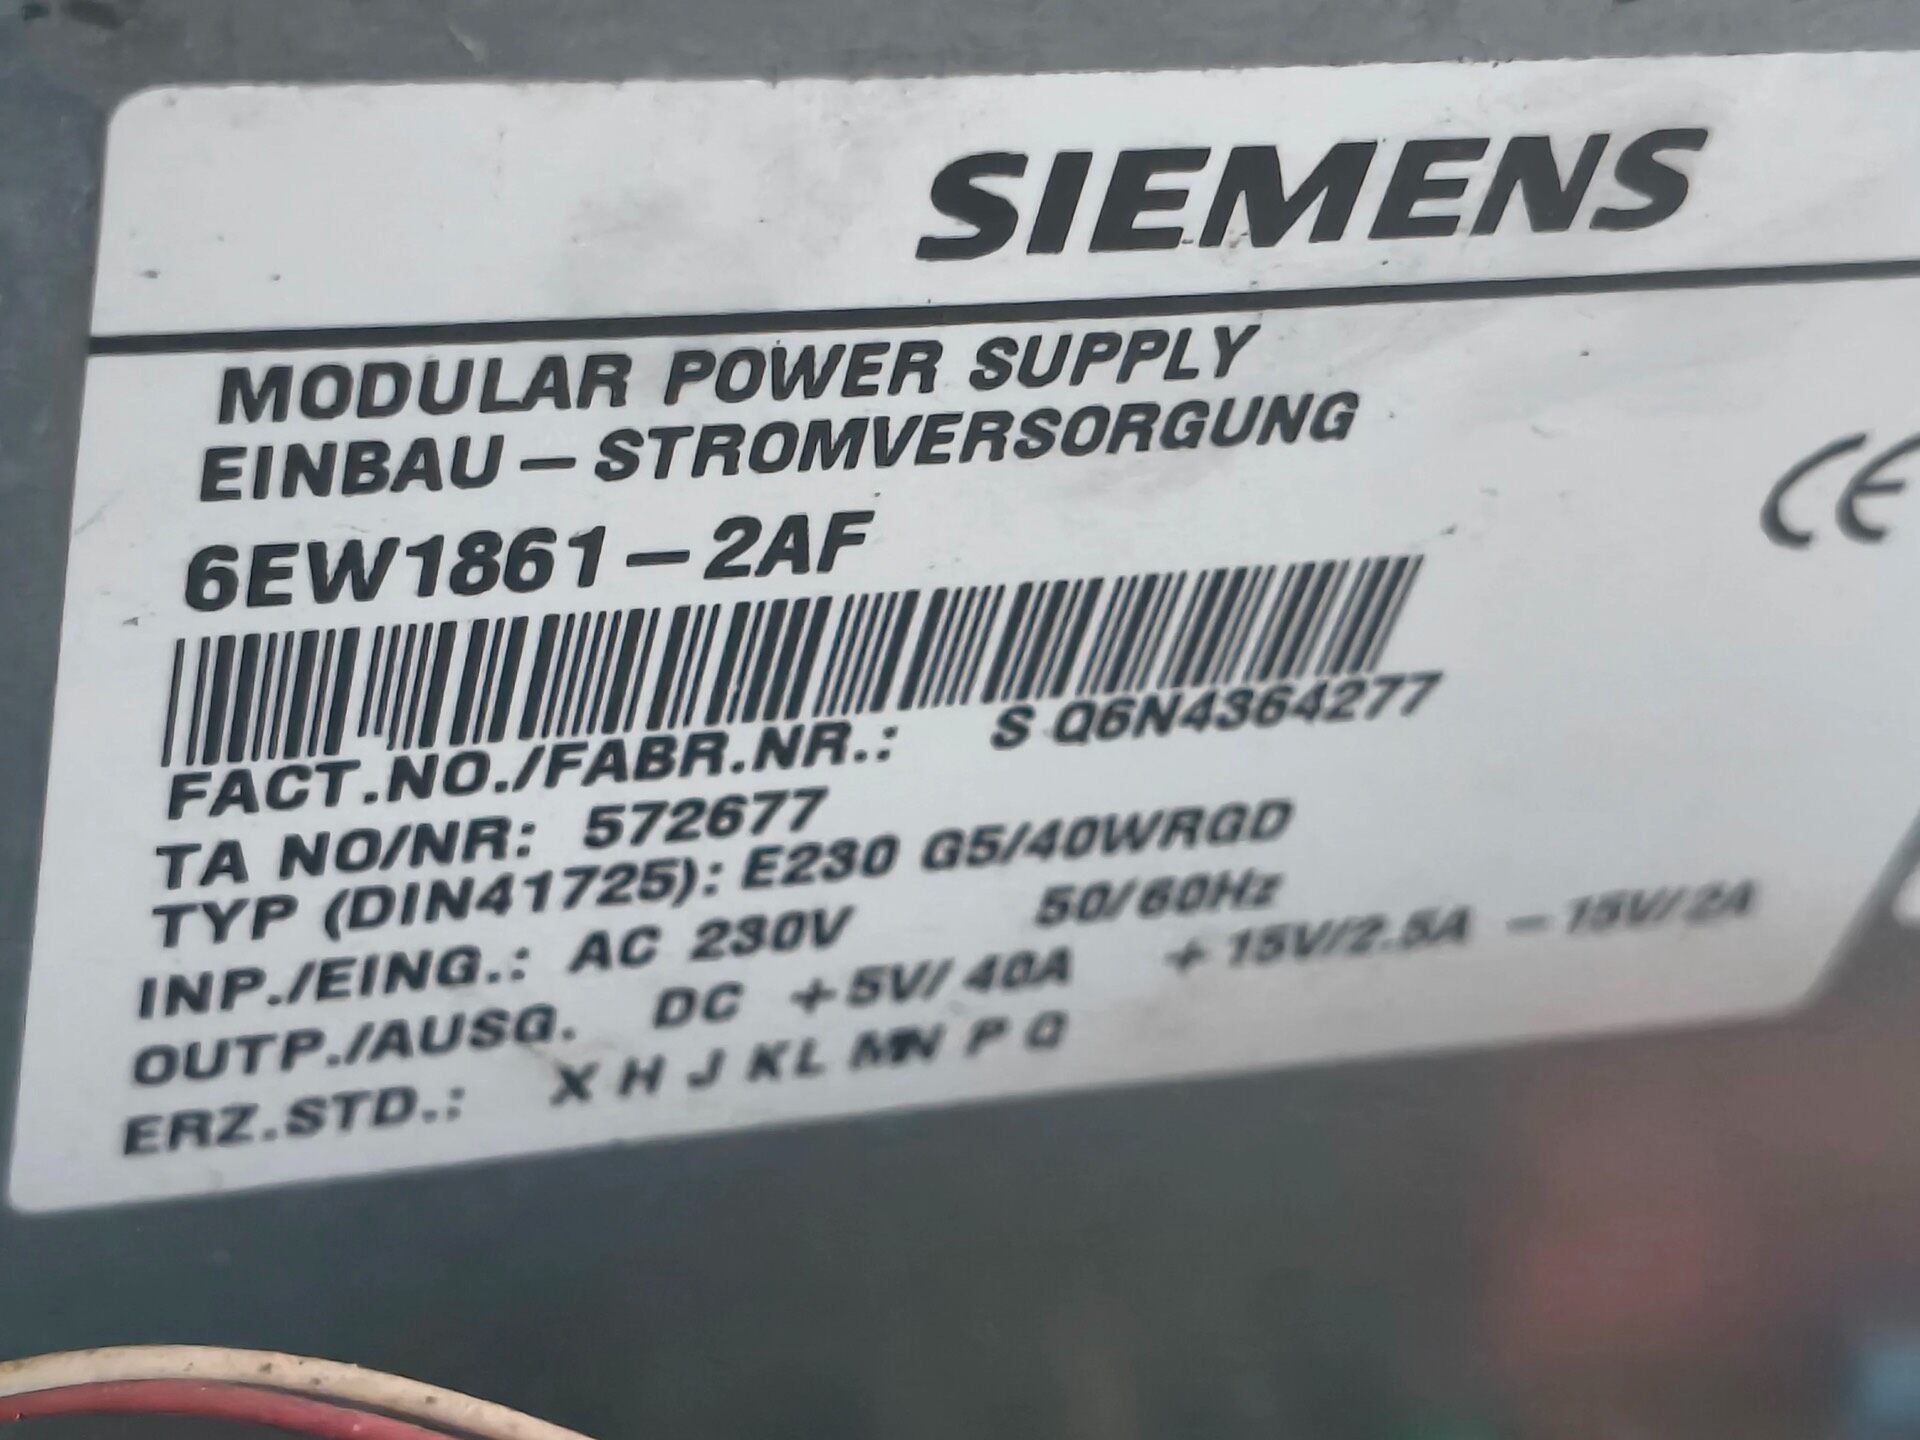 SIEMENS
MODULAR POWER SUPPLY
EINBAU – STROMVERSORGUNG
6EW1861 – 2AF
CE
FACT.NO./FABR.NR.: S Q6N4364277
TA NO/NR: 572677
TYP (DIN41725): E230 G5/40WRGD
INP./EING.: AC 230V 50/60Hz
OUTP./AUSG. DC +5V/40A +15V/2.5A –15V/2A
ERZ.STD.: X H J K L M N P Q